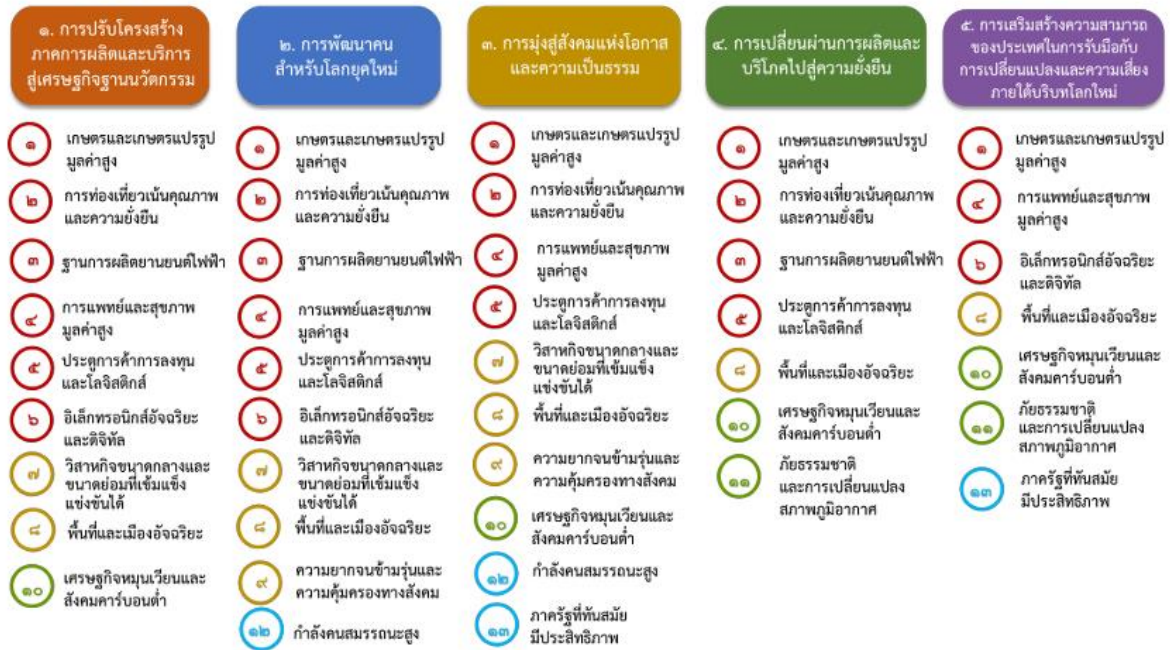 ๑. การปรับโครงสร้าง
ภาคการผลิตและบริการ
สู่เศรษฐกิจฐานนวัตกรรม
๑
เกษตรและเกษตรแปรรูป
มูลค่าสูง
๒
การท่องเที่ยวเน้นคุณภาพ
และความยั่งยืน
๓
ฐานการผลิตยานยนต์ไฟฟ้า
๔
การแพทย์และสุขภาพ
มูลค่าสูง
๕
ประตูการค้าการลงทุน
และโลจิสติกส์
๖
อิเล็กทรอนิกส์อัจฉริยะ
และดิจิทัล
๗
วิสาหกิจขนาดกลางและ
ขนาดย่อมที่เข้มแข็ง
แข่งขันได้
๘
พื้นที่และเมืองอัจฉริยะ
๑๐
เศรษฐกิจหมุนเวียนและ
สังคมคาร์บอนต่ำ
๒. การพัฒนาคน
สำหรับโลกยุคใหม่
๑
เกษตรและเกษตรแปรรูป
มูลค่าสูง
๒
การท่องเที่ยวเน้นคุณภาพ
และความยั่งยืน
๓
ฐานการผลิตยานยนต์ไฟฟ้า
๔
การแพทย์และสุขภาพ
มูลค่าสูง
๕
ประตูการค้าการลงทุน
และโลจิสติกส์
๖
อิเล็กทรอนิกส์อัจฉริยะ
และดิจิทัล
๗
วิสาหกิจขนาดกลางและ
ขนาดย่อมที่เข้มแข็ง
แข่งขันได้
๘
พื้นที่และเมืองอัจฉริยะ
๙
ความยากจนข้ามรุ่นและ
ความคุ้มครองทางสังคม
๑๒
กำลังคนสมรรถนะสูง
๓. การมุ่งสู่สังคมแห่งโอกาส
และความเป็นธรรม
๑
เกษตรและเกษตรแปรรูป
มูลค่าสูง
๒
การท่องเที่ยวเน้นคุณภาพ
และความยั่งยืน
๔
การแพทย์และสุขภาพ
มูลค่าสูง
๕
ประตูการค้าการลงทุน
และโลจิสติกส์
๗
วิสาหกิจขนาดกลางและ
ขนาดย่อมที่เข้มแข็ง
แข่งขันได้
๘
พื้นที่และเมืองอัจฉริยะ
๙
ความยากจนข้ามรุ่นและ
ความคุ้มครองทางสังคม
๑๐
เศรษฐกิจหมุนเวียนและ
สังคมคาร์บอนต่ำ
๑๒
กำลังคนสมรรถนะสูง
๑๓
ภาครัฐที่ทันสมัย
มีประสิทธิภาพ
๔. การเปลี่ยนผ่านการผลิตและ
บริโภคไปสู่ความยั่งยืน
๑
เกษตรและเกษตรแปรรูป
มูลค่าสูง
๒
การท่องเที่ยวเน้นคุณภาพ
และความยั่งยืน
๓
ฐานการผลิตยานยนต์ไฟฟ้า
๕
ประตูการค้าการลงทุน
และโลจิสติกส์
๘
พื้นที่และเมืองอัจฉริยะ
๑๐
เศรษฐกิจหมุนเวียนและ
สังคมคาร์บอนต่ำ
๑๑
ภัยธรรมชาติ
และการเปลี่ยนแปลง
สภาพภูมิอากาศ
๕. การเสริมสร้างความสามารถ
ของประเทศในการรับมือกับ
การเปลี่ยนแปลงและความเสี่ยง
ภายใต้บริบทโลกใหม่
๑
เกษตรและเกษตรแปรรูป
มูลค่าสูง
๔
การแพทย์และสุขภาพ
มูลค่าสูง
๖
อิเล็กทรอนิกส์อัจฉริยะ
และดิจิทัล
๘
พื้นที่และเมืองอัจฉริยะ
๑๐
เศรษฐกิจหมุนเวียนและ
สังคมคาร์บอนต่ำ
๑๑
ภัยธรรมชาติ
และการเปลี่ยนแปลง
สภาพภูมิอากาศ
๑๓
ภาครัฐที่ทันสมัย
มีประสิทธิภาพ